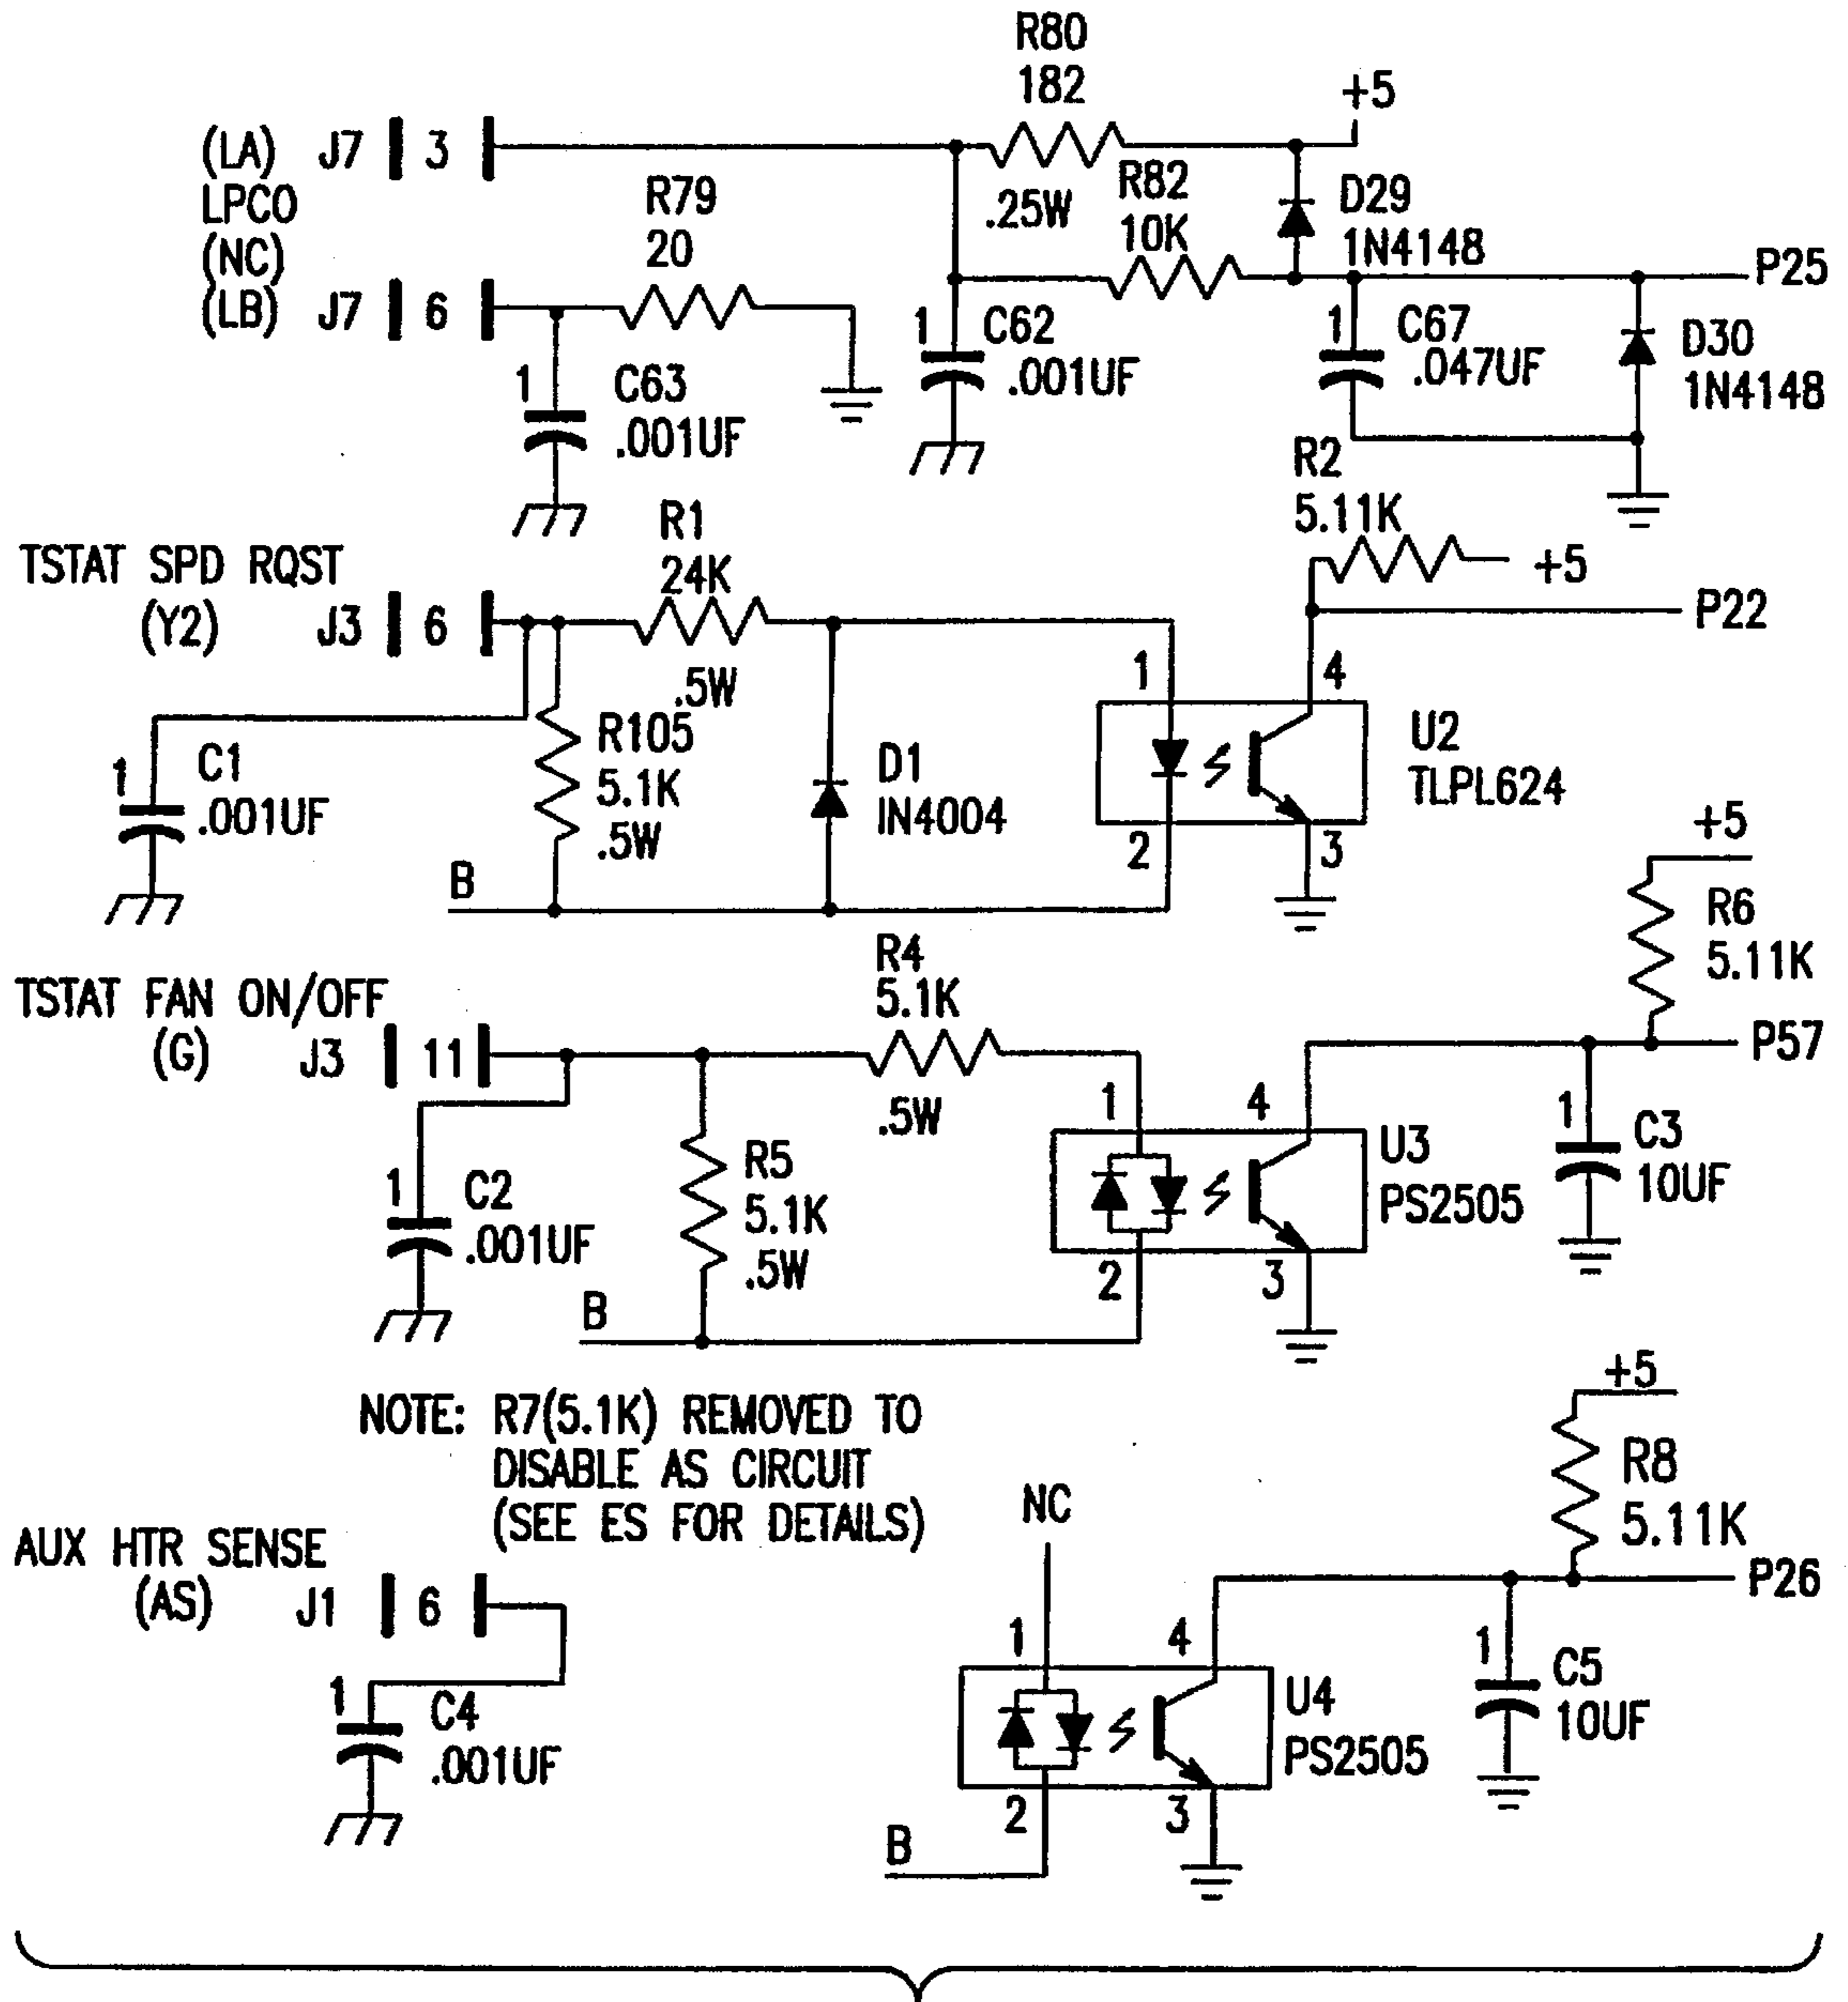 R80
182
+5
(LA) J7 3
LPCO
(NC)
(LB) J7 6
R79
20
.25W
R82
10K
D29
1N4148
P25
1 C62
.001UF
1 C67
.047UF
D30
1N4148
1 C63
.001UF
R2
5.11K
+5
TSTAT SPD RQST
(Y2) J3 6
R1
24K
.5W
P22
1 4
U2
TLPL624
2 3
R105
5.1K
.5W
D1
IN4004
1 C1
.001UF
B
+5
R6
5.11K
TSTAT FAN ON/OFF
(G) J3 11
R4
5.1K
.5W
P57
1 4
U3
PS2505
2 3
1 C3
10UF
1 C2
.001UF
R5
5.1K
.5W
B
NOTE: R7(5.1K) REMOVED TO
DISABLE AS CIRCUIT
(SEE ES FOR DETAILS)
+5
R8
5.11K
NC
AUX HTR SENSE
(AS) J1 6
P26
1 4
U4
PS2505
2 3
1 C5
10UF
1 C4
.001UF
B